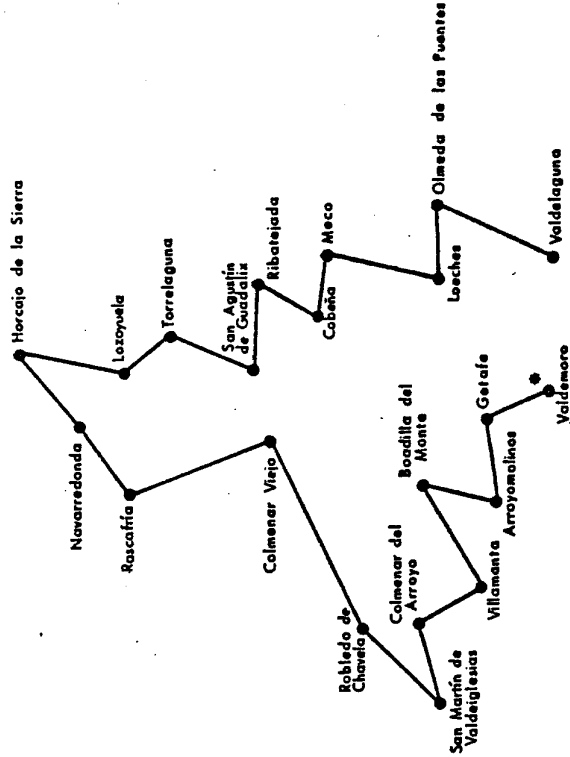 Horcajo de la Sierra
Navarredonda
Lozoyuela
Rascafría
Torrelaguna
San Agustín
de Guadalix
Ribatejada
Colmenar Viejo
Cobeña
Meco
Robledo de
Chavela
Colmenar del
Arroyo
Boadilla del
Monte
Loeches
Olmeda de las Fuentes
San Martín de
Valdeiglesias
Villamanta
Arroyomolinos
Getafe
*
Valdemoro
Valdelaguna